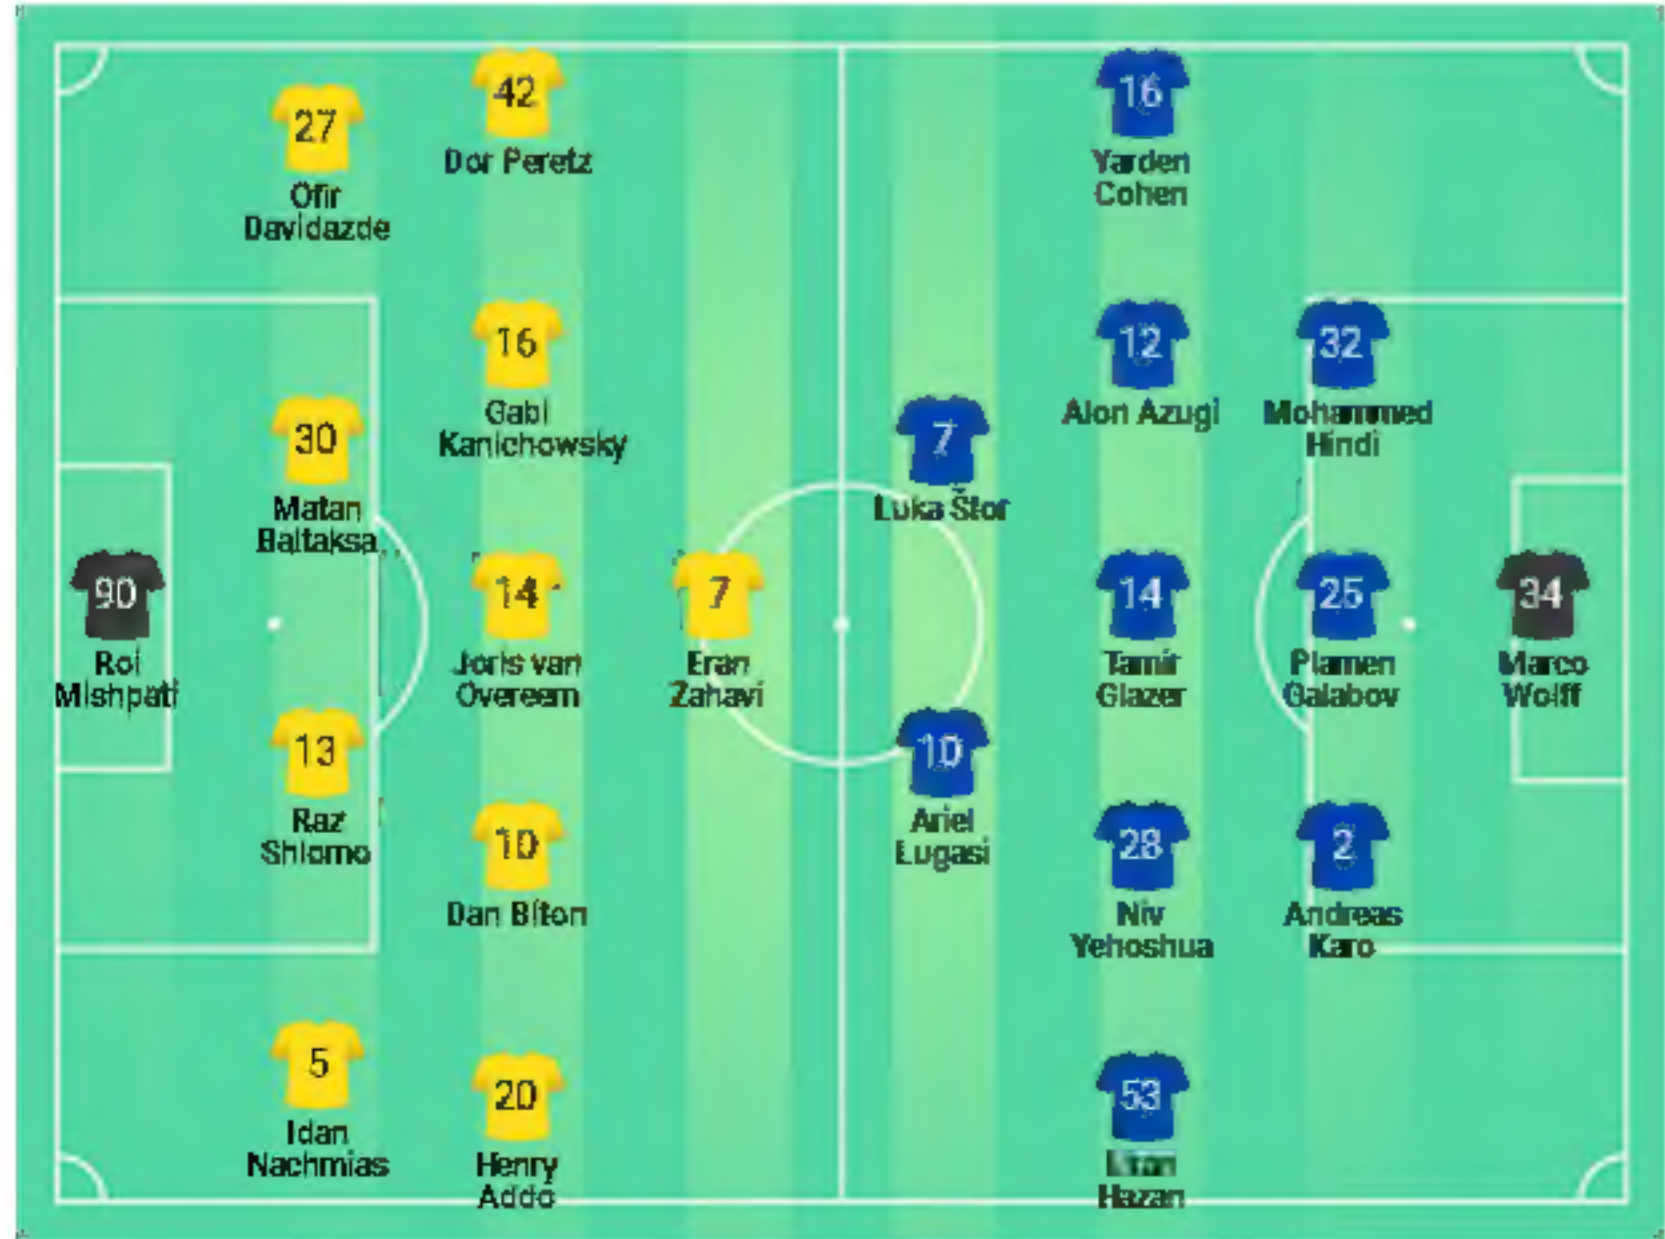 27
Ofir
Davidazde
42
Dor Peretz
16
Yarden
Cohen
16
Gabi
Kanichowsky
12
Alon Azugi
32
Mohammed
Hindi
30
Matan
Baltaksa
7
Luka Štor
90
Roi
Mishpati
14
Joris van
Overeem
7
Eran
Zahavi
14
Tamir
Glazer
25
Plamen
Galabov
34
Marco
Wolff
13
Raz
Shlomo
10
Ariel
Lugasi
10
Dan Biton
28
Niv
Yehoshua
2
Andreas
Karo
5
Idan
Nachmias
20
Henry
Addo
53
Hazan